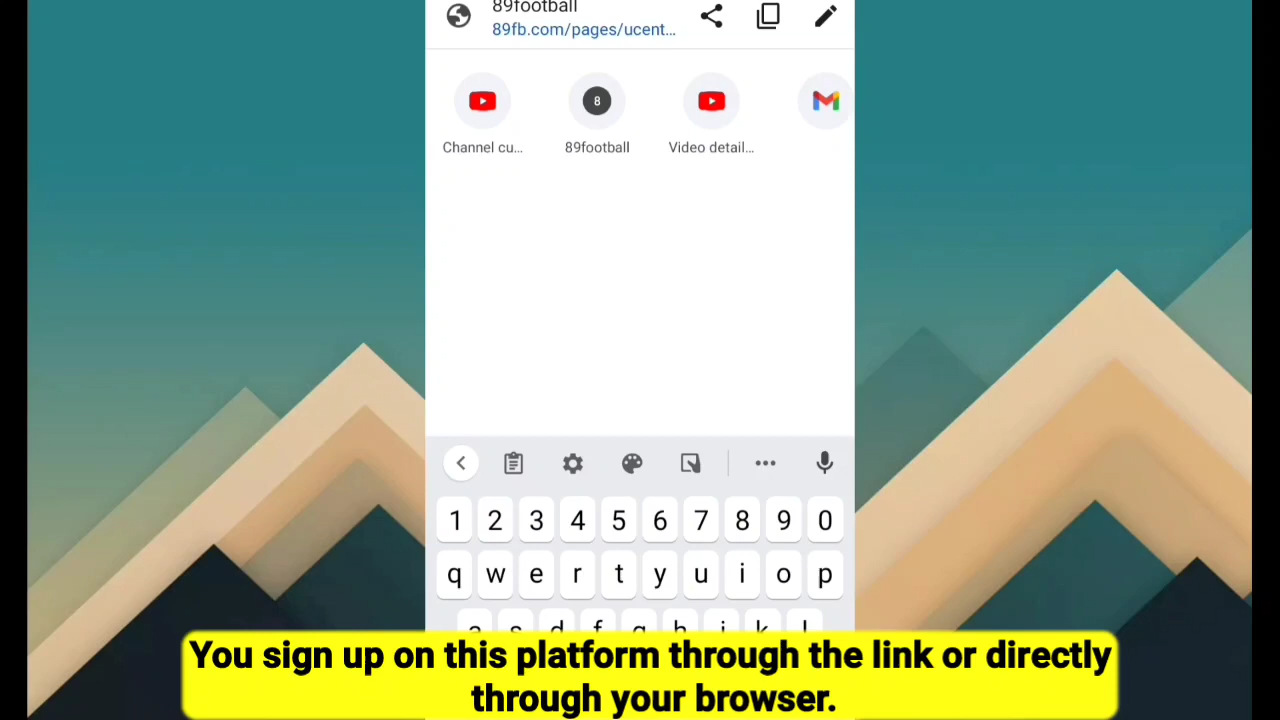 89football
89fb.com/pages/ucent...
8
Channel cu...
89football
Video detail...
1 2 3 4 5 6 7 8 9 0
q w e r t y u i o p
a s d f g h j k l
You sign up on this platform through the link or directly
through your browser.